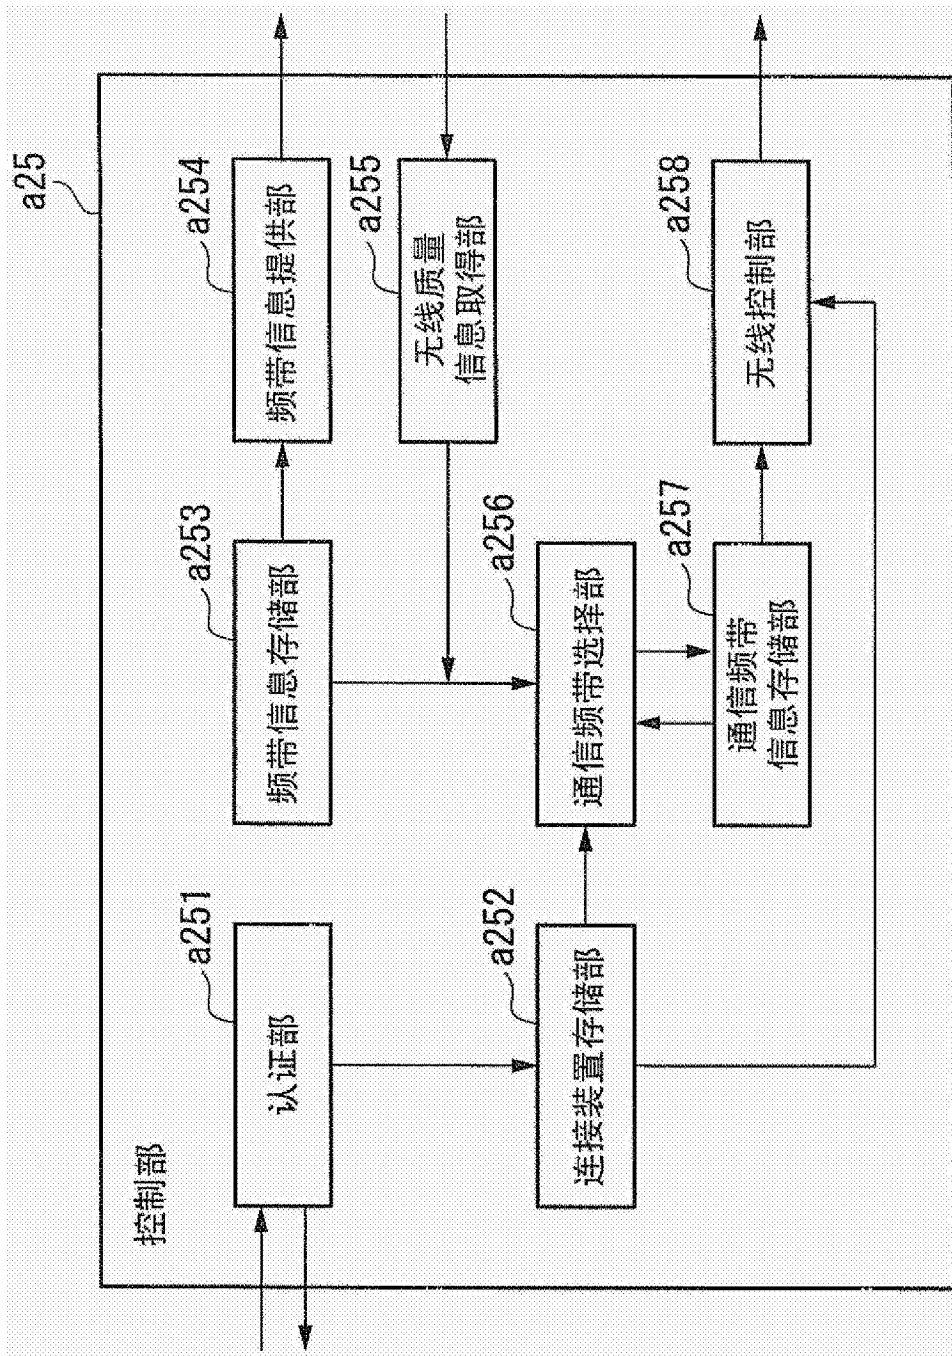 a25
控制部
a251
认证部
a253
频带信息存储部
a254
频带信息提供部
a255
无线质量
信息取得部
a252
连接装置存储部
a256
通信频带选择部
a257
通信频带
信息存储部
a258
无线控制部